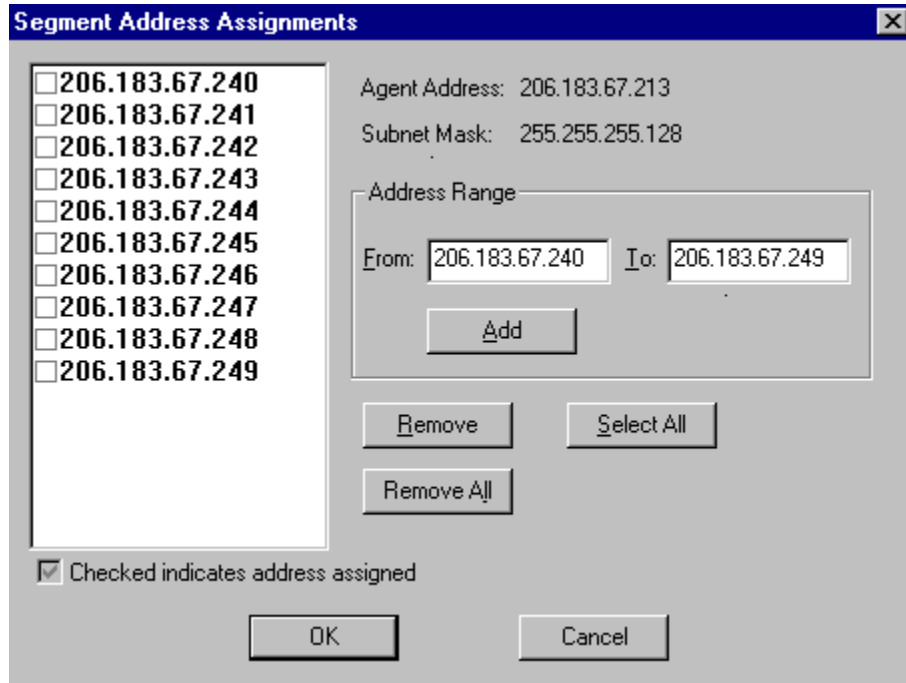 Segment Address Assignments
206.183.67.240
206.183.67.241
206.183.67.242
206.183.67.243
206.183.67.244
206.183.67.245
206.183.67.246
206.183.67.247
206.183.67.248
206.183.67.249
Agent Address: 206.183.67.213
Subnet Mask: 255.255.255.128
Address Range
From: 206.183.67.240 To: 206.183.67.249
Add
Remove Select All
Remove All
Checked indicates address assigned
OK Cancel